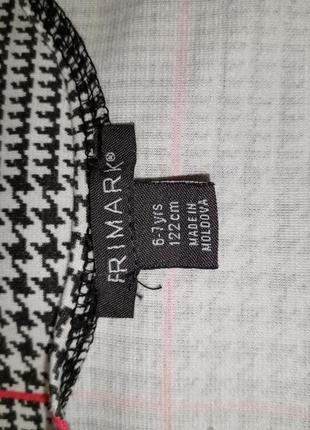 PRIMARK®
6-7yrs
122cm
MADE IN
MOLDOVA